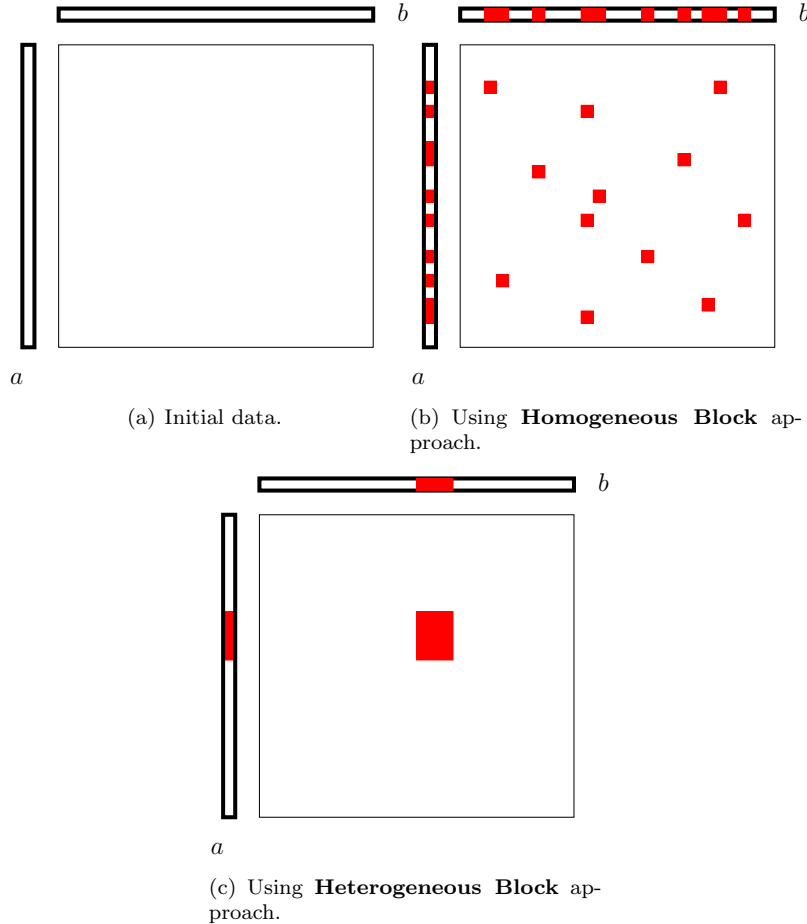 b
b
a
a
(a) Initial data.
(b) Using Homogeneous Block ap-
proach.
b
a
(c) Using Heterogeneous Block ap-
proach.